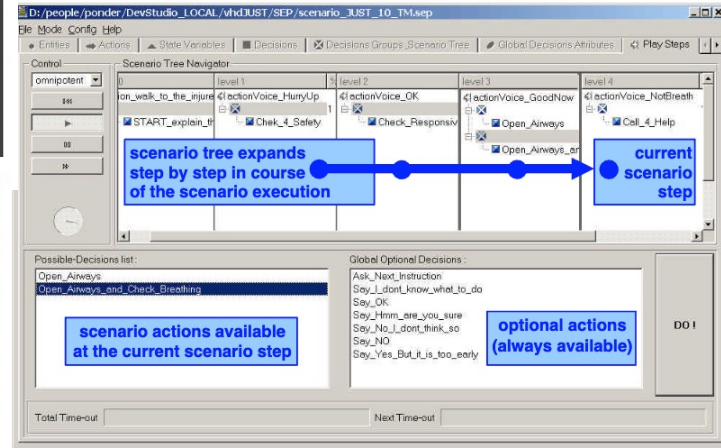 D:/people/ponder/DevStudio_LOCAL/vhdJUST/SEP/scenario_JUST_10_TM.sep
File Mode Config Help
Entities Actions State Variables Decisions Decisions Groups ,Scenario Tree Global Decisions Attributes Play Steps
Control Scenario Tree Navigator
omnipotent 0 level 1 % level 2 level 3 level 4
ion_walk_to_the_injure actionVoice_HurryUp 1 actionVoice_OK actionVoice_GoodNow actionVoice_NotBreath
START_explain_th Chek_4_Safety Check_Responsiv Open_Airways Call_4_Help
Open_Airways_ar
scenario tree expands
step by step in course
of the scenario execution
current
scenario
step
Possible-Decisions list :
Open_Airways
Open_Airways_and_Check_Breathing
scenario actions available
at the current scenario step
Global Optional Decisions :
Ask_Next_Instruction
Say_I_dont_know_what_to_do
Say_OK
Say_Hmm_are_you_sure
Say_No_I_dont_think_so
Say_NO
Say_Yes_But_it_is_too_early
optional actions
(always available)
DO !
Total Time-out Next Time-out